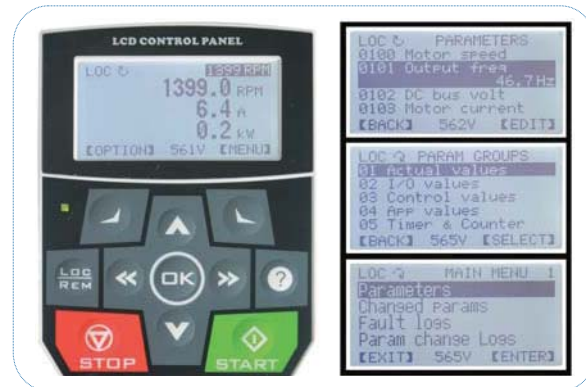 LCD CONTROL PANEL
LOC 1399RPM
1399.0 RPM
6.4 A
0.2 kW
[OPTION] 561V [MENU]
LOC
REM
OK
?
STOP
START
LOC PARAMETERS
0100 Motor speed
0101 Output freq
46.7Hz
0102 DC bus volt
0103 Motor current
[BACK] 562V [EDIT]
LOC PARAM GROUPS
01 Actual values
02 I/O values
03 Control values
04 App values
05 Timer & Counter
[BACK] 565V [SELECT]
LOC MAIN MENU 1
Parameters
Changed params
Fault logs
Param change Logs
[EXIT] 565V [ENTER]